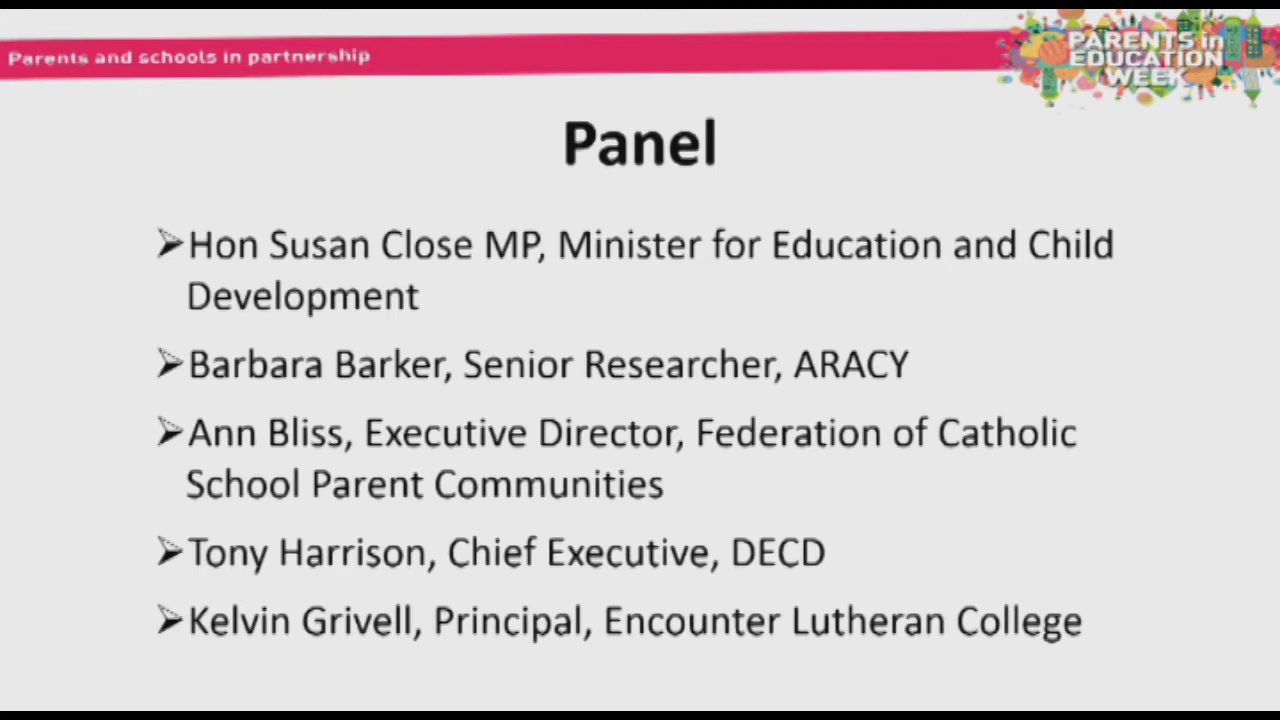 Parents and schools in partnership
PARENTS in
EDUCATION
WEEK
Panel
➢Hon Susan Close MP, Minister for Education and Child
Development
➢Barbara Barker, Senior Researcher, ARACY
➢Ann Bliss, Executive Director, Federation of Catholic
School Parent Communities
➢Tony Harrison, Chief Executive, DECD
➢Kelvin Grivell, Principal, Encounter Lutheran College